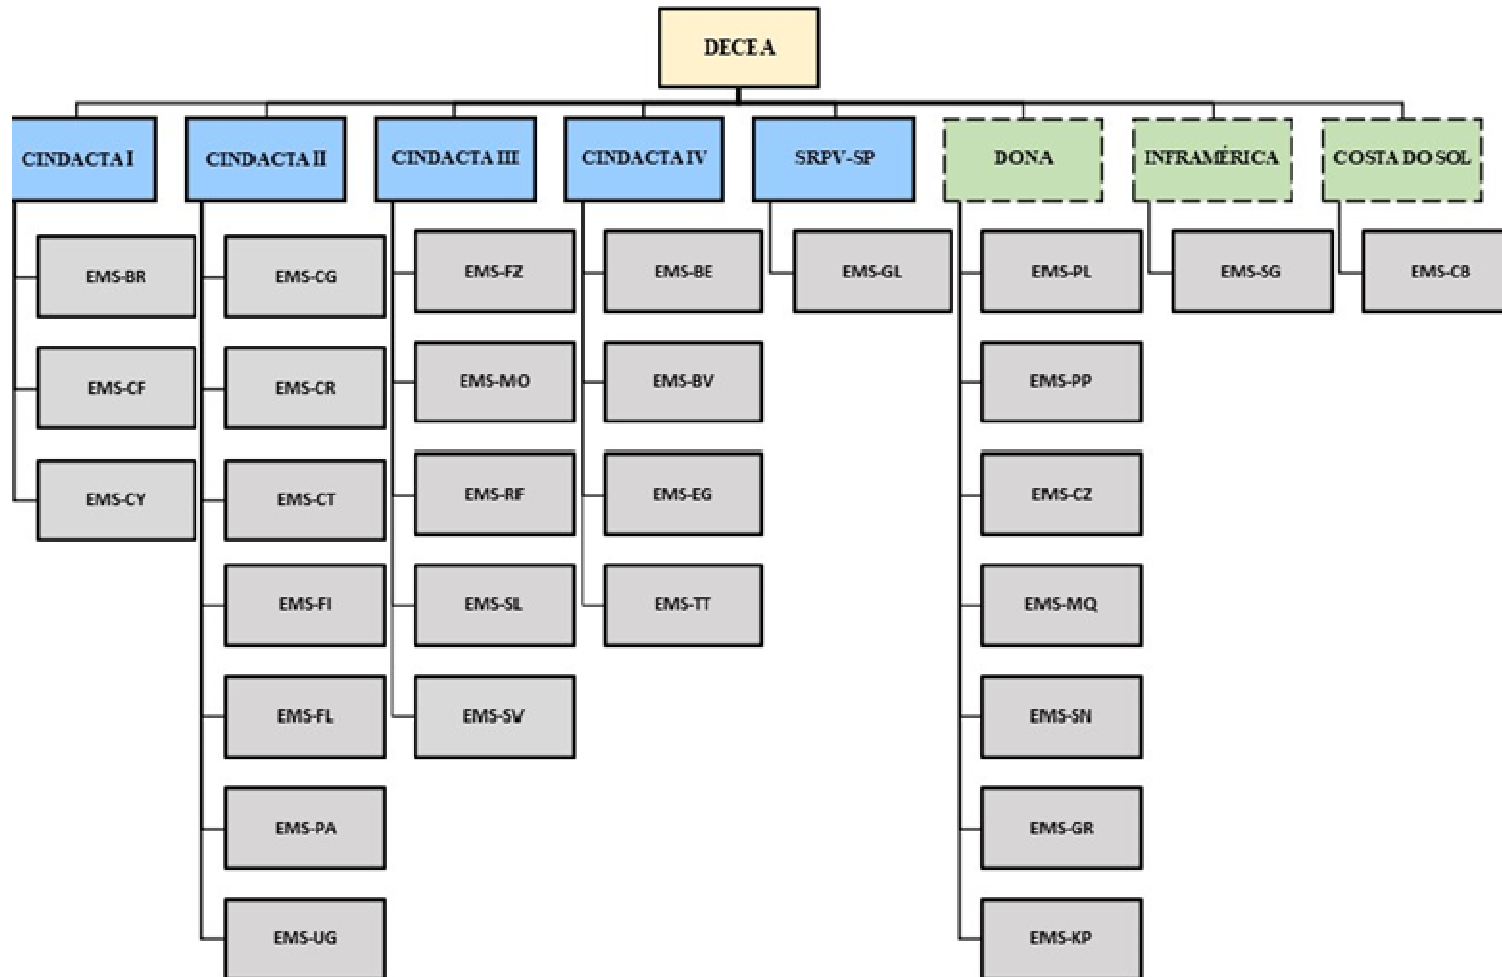 DECEA
CINDACTA I
CINDACTA II
CINDACTA III
CINDACTA IV
SRPV-SP
DONA
INFRAMÉRICA
COSTA DO SOL
EMS-BR
EMS-CF
EMS-CY
EMS-CG
EMS-CR
EMS-CT
EMS-FI
EMS-FL
EMS-PA
EMS-UG
EMS-FZ
EMS-MO
EMS-RF
EMS-SL
EMS-SV
EMS-BE
EMS-BV
EMS-EG
EMS-TT
EMS-GL
EMS-PL
EMS-PP
EMS-CZ
EMS-MQ
EMS-SN
EMS-GR
EMS-KP
EMS-SG
EMS-CB